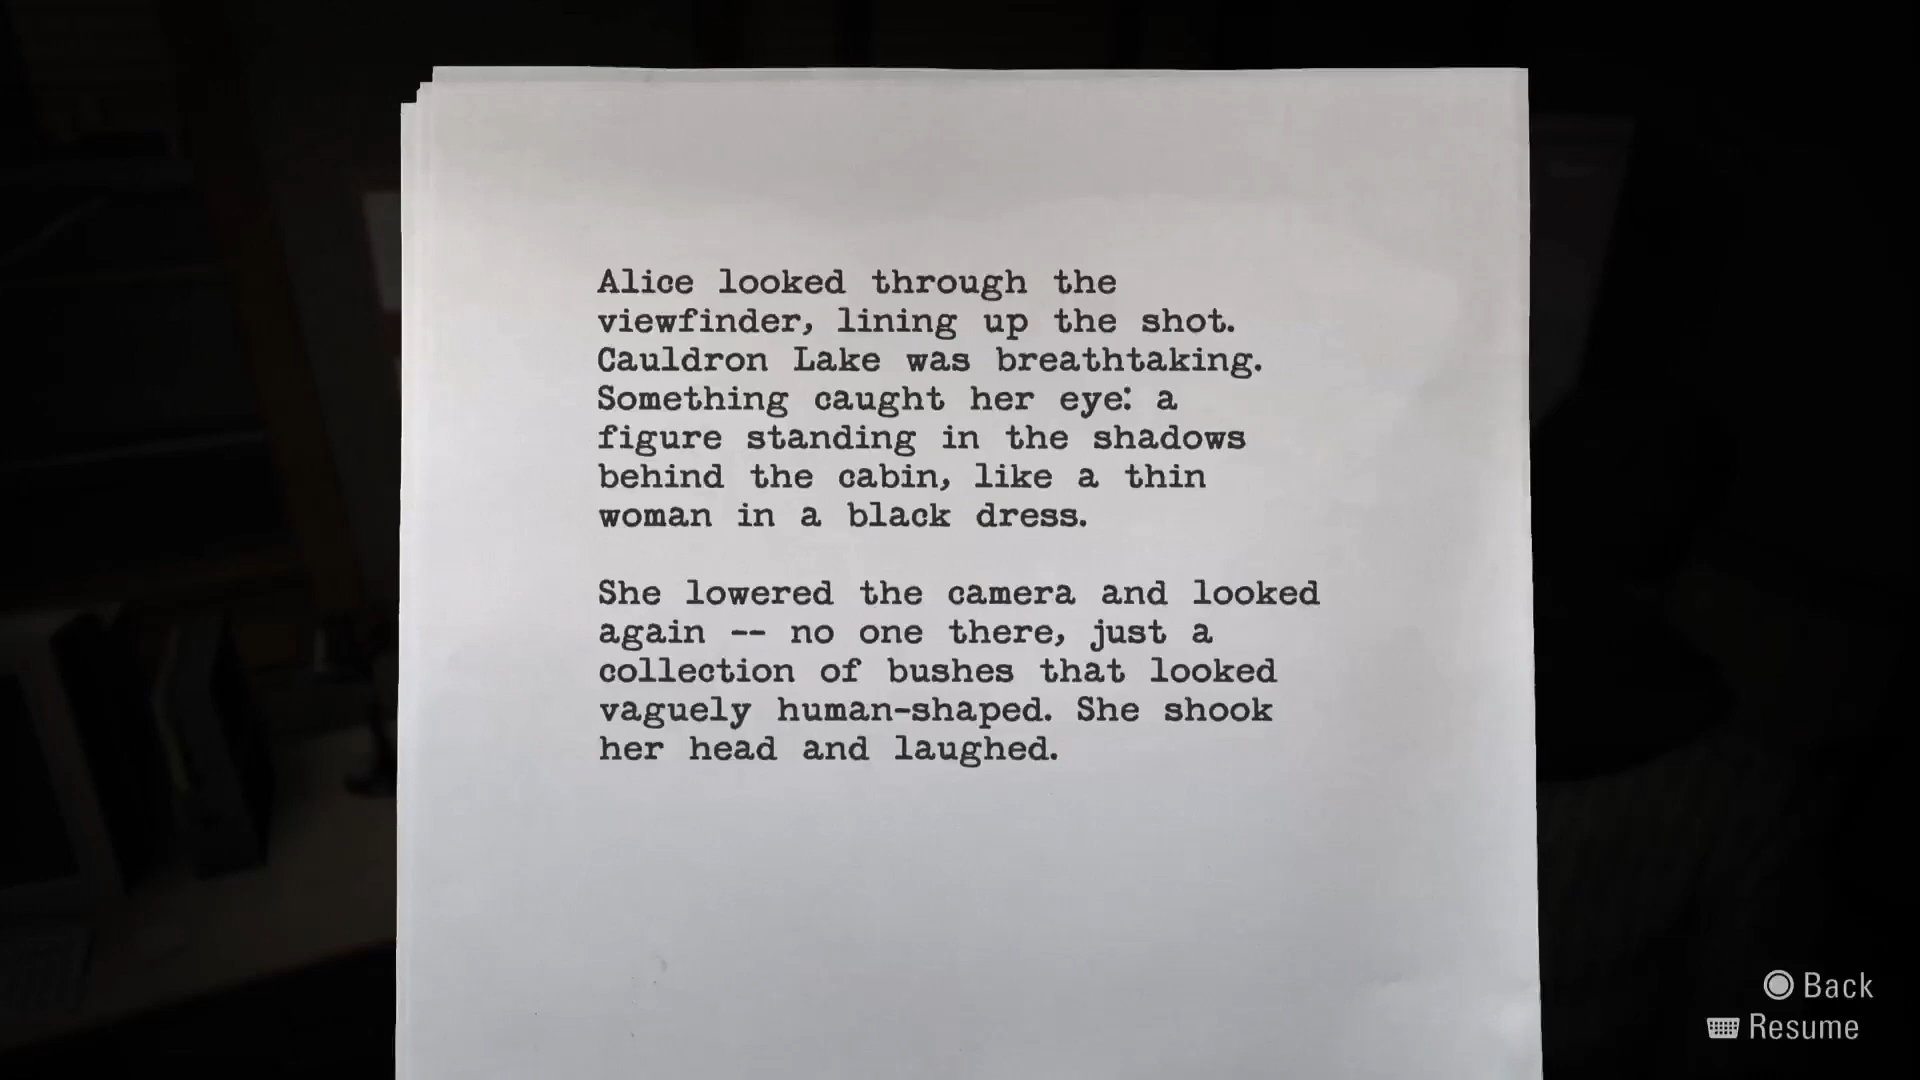 Alice looked through the
viewfinder, lining up the shot.
Cauldron Lake was breathtaking.
Something caught her eye: a
figure standing in the shadows
behind the cabin, like a thin
woman in a black dress.
She lowered the camera and looked
again -- no one there, just a
collection of bushes that looked
vaguely human-shaped. She shook
her head and laughed.
Back
Resume